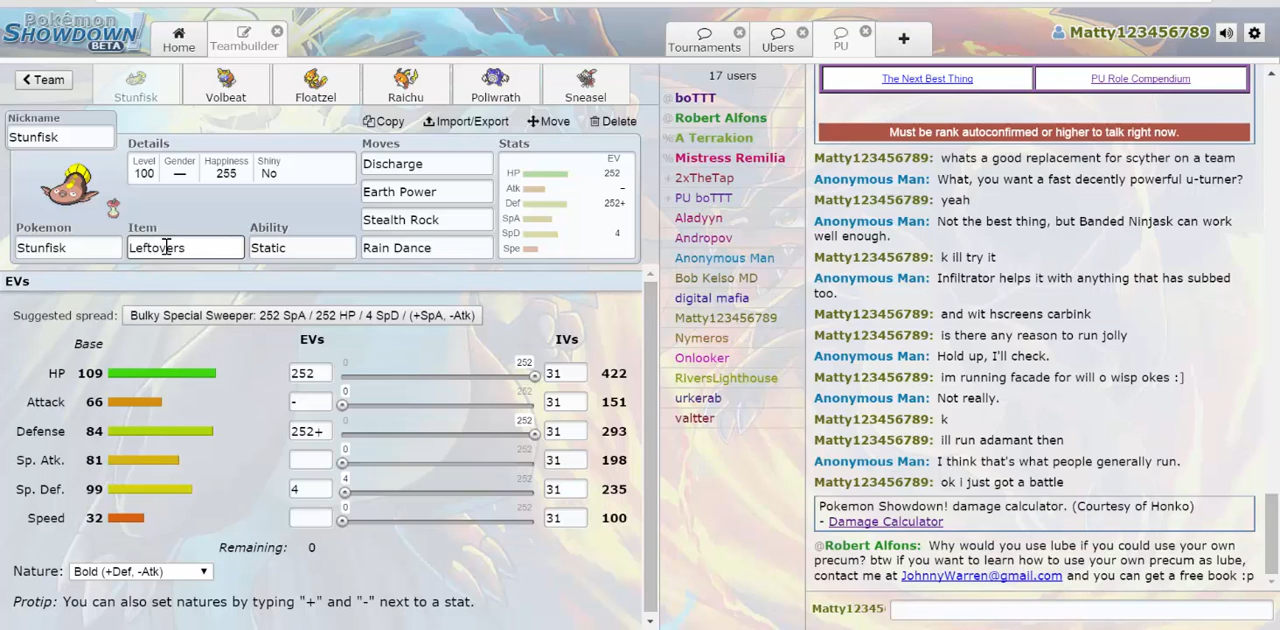 Pokémon
SHOWDOWN
BETA
Home
Teambuilder
Tournaments
Ubers
PU
+
Matty123456789
< Team
Stunfisk
Volbeat
Floatzel
Raichu
Poliwrath
Sneasel
Copy
Import/Export
Move
Delete
Nickname
Stunfisk
Details
Level
100
Gender
—
Happiness
255
Shiny
No
Pokemon
Stunfisk
Item
Leftovers
Ability
Static
Moves
Discharge
Earth Power
Stealth Rock
Rain Dance
Stats
EV
HP 252
Atk –
Def 252+
SpA
SpD 4
Spe
EVs
Suggested spread: Bulky Special Sweeper: 252 SpA / 252 HP / 4 SpD / (+SpA, -Atk)
Base EVs IVs
HP 109 252 0 252 31 422
Attack 66 - 0 252 31 151
Defense 84 252+ 0 252 31 293
Sp. Atk. 81 0 252 31 198
Sp. Def. 99 4 4 252 31 235
Speed 32 0 252 31 100
Remaining: 0
Nature: Bold (+Def, -Atk)
Protip: You can also set natures by typing "+" and "-" next to a stat.
17 users
@boTTT
@Robert Alfons
%A Terrakion
%Mistress Remilia
+2xTheTap
+PU boTTT
Aladyyn
Andropov
Anonymous Man
Bob Kelso MD
digital mafia
Matty123456789
Nymeros
Onlooker
RiversLighthouse
urkerab
valtter
The Next Best Thing
PU Role Compendium
Must be rank autoconfirmed or higher to talk right now.
Matty123456789: whats a good replacement for scyther on a team
Anonymous Man: What, you want a fast decently powerful u-turner?
Matty123456789: yeah
Anonymous Man: Not the best thing, but Banded Ninjask can work
well enough.
Matty123456789: k ill try it
Anonymous Man: Infiltrator helps it with anything that has subbed
too.
Matty123456789: and wit hscreens carbink
Matty123456789: is there any reason to run jolly
Anonymous Man: Hold up, I'll check.
Matty123456789: im running facade for will o wisp okes :]
Anonymous Man: Not really.
Matty123456789: k
Matty123456789: ill run adamant then
Anonymous Man: I think that's what people generally run.
Matty123456789: ok i just got a battle
Pokemon Showdown! damage calculator. (Courtesy of Honko)
- Damage Calculator
@Robert Alfons: Why would you use lube if you could use your own
precum? btw if you want to learn how to use your own precum as lube,
contact me at JohnnyWarren@gmail.com and you can get a free book :p
Matty12345